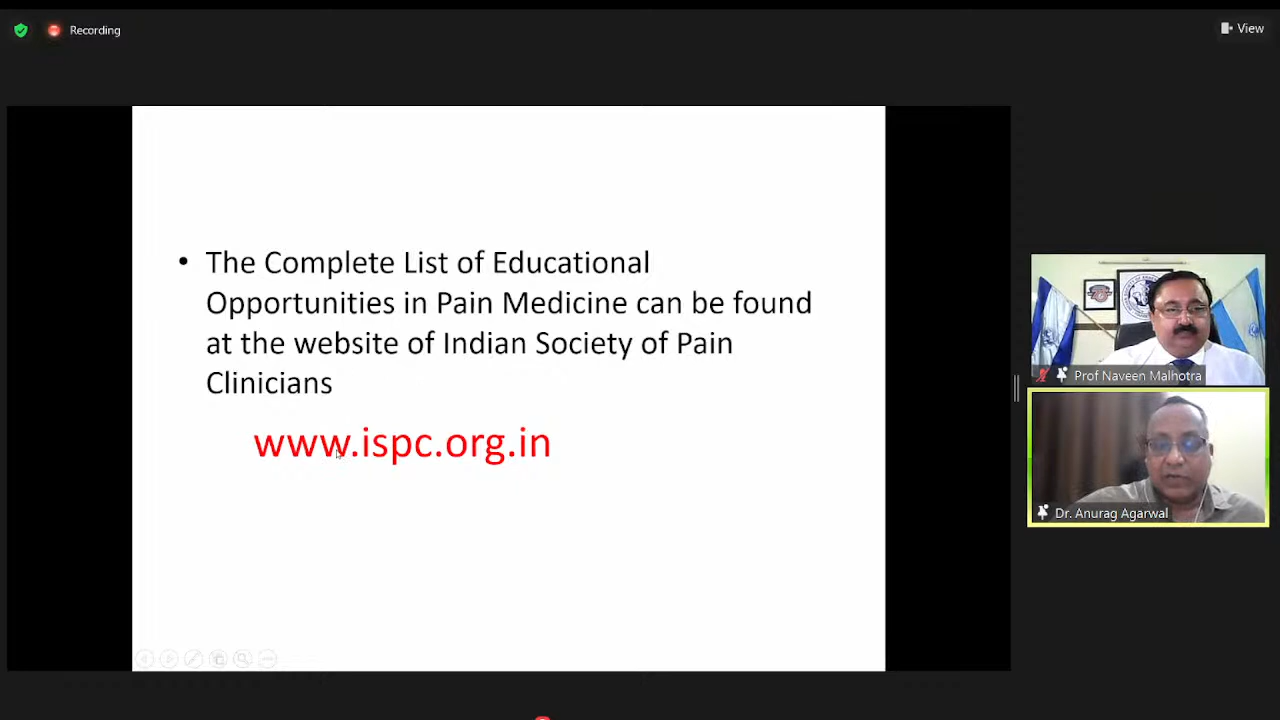 Recording
View
• The Complete List of Educational
Opportunities in Pain Medicine can be found
at the website of Indian Society of Pain
Clinicians
www.ispc.org.in
Prof Naveen Malhotra
Dr. Anurag Agarwal